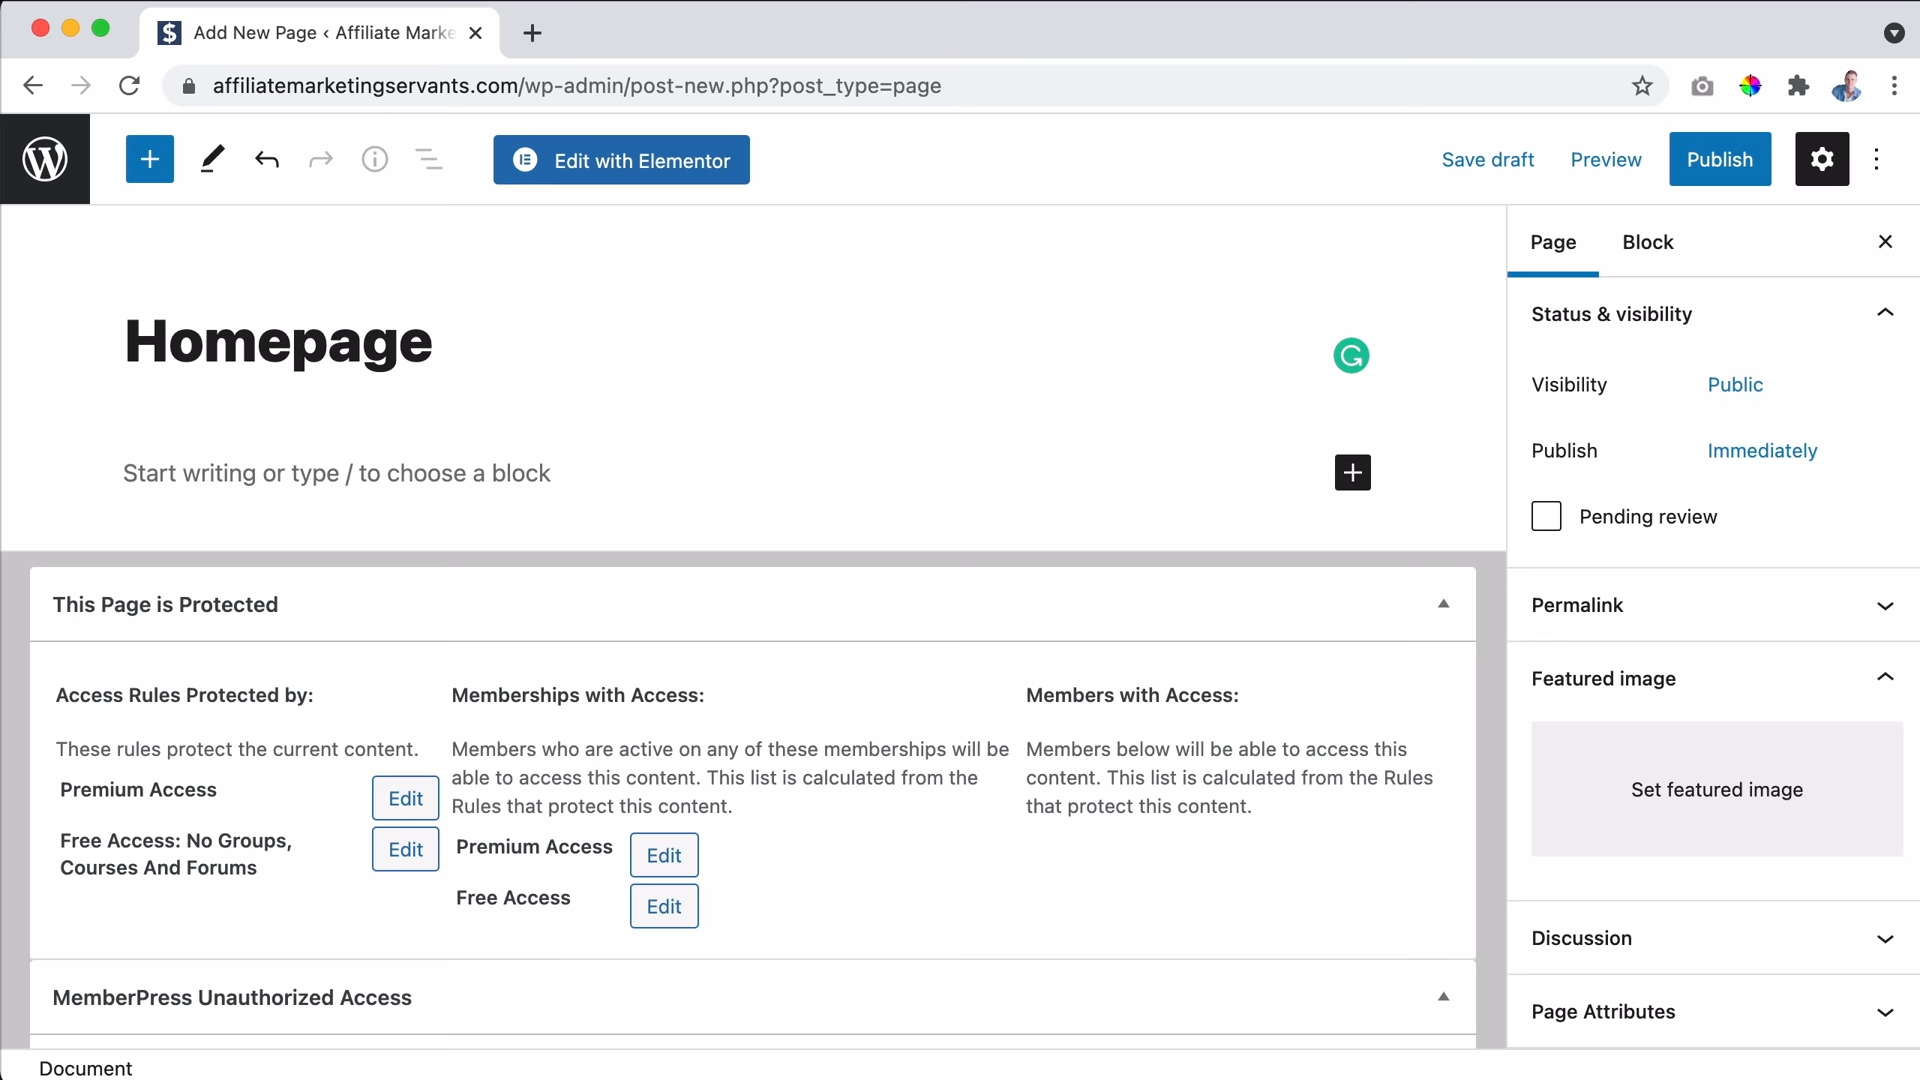 Add New Page ‹ Affiliate Marke
affiliatemarketingservants.com/wp-admin/post-new.php?post_type=page
Edit with Elementor
Save draft
Preview
Publish
Page
Block
Homepage
Start writing or type / to choose a block
Status & visibility
Visibility
Public
Publish
Immediately
Pending review
Permalink
Featured image
Set featured image
Discussion
Page Attributes
This Page is Protected
Access Rules Protected by:
These rules protect the current content.
Premium Access
Edit
Free Access: No Groups,
Courses And Forums
Edit
Memberships with Access:
Members who are active on any of these memberships will be
able to access this content. This list is calculated from the
Rules that protect this content.
Premium Access
Edit
Free Access
Edit
Members with Access:
Members below will be able to access this
content. This list is calculated from the Rules
that protect this content.
MemberPress Unauthorized Access
Document